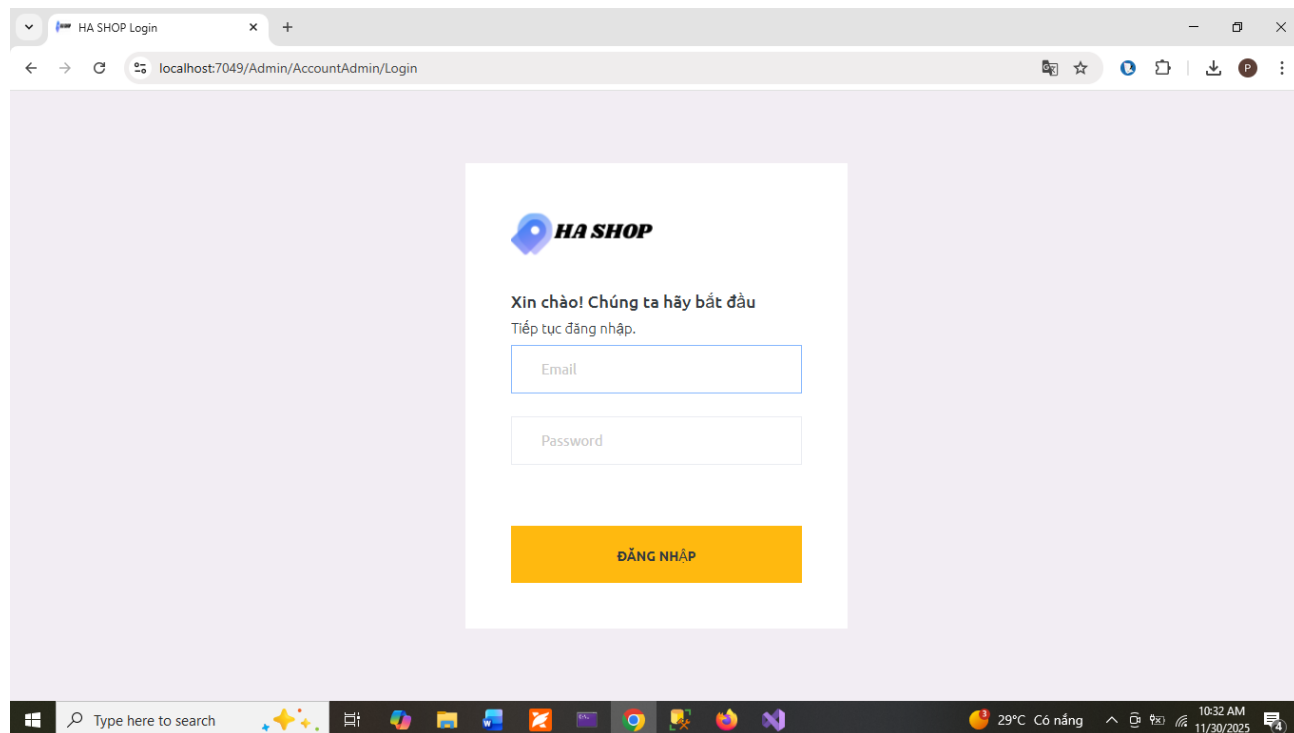 HA SHOP Login
localhost:7049/Admin/AccountAdmin/Login
P
HA SHOP
Xin chào! Chúng ta hãy bắt đầu
Tiếp tục đăng nhập.
Email
Password
ĐĂNG NHẬP
Type here to search
3
29°C Có nắng
10:32 AM
11/30/2025
4